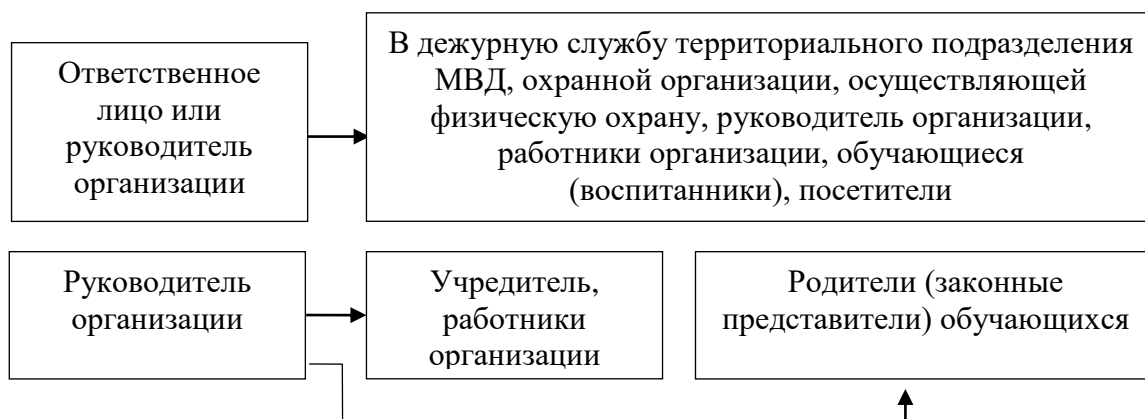 Ответственное
лицо или
руководитель
организации
В дежурную службу территориального подразделения
МВД, охранной организации, осуществляющей
физическую охрану, руководитель организации,
работники организации, обучающиеся
(воспитанники), посетители
Руководитель
организации
Учредитель,
работники
организации
Родители (законные
представители) обучающихся